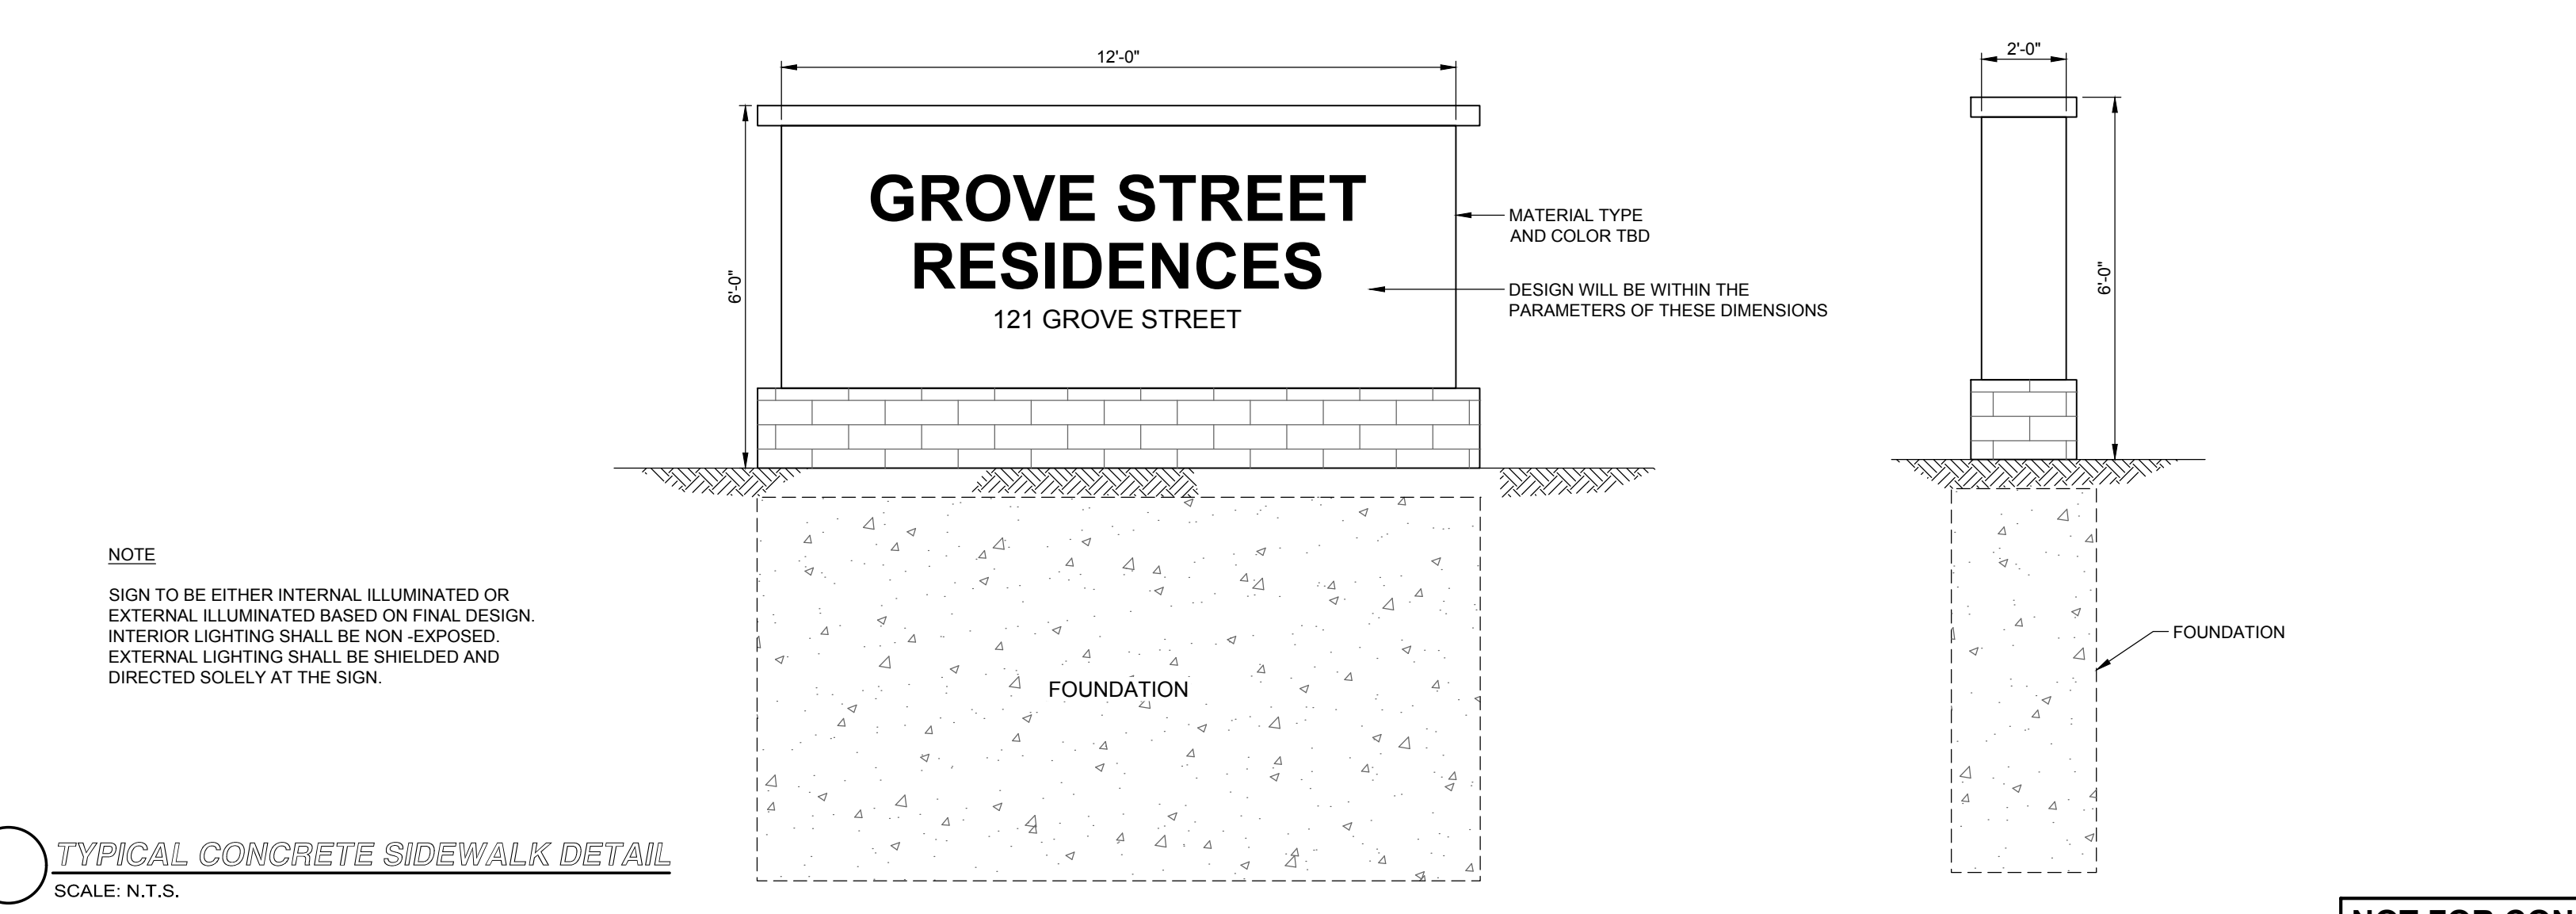 12'-0"
2'-0"
GROVE STREET
RESIDENCES
121 GROVE STREET
6'-0"
MATERIAL TYPE
AND COLOR TBD
DESIGN WILL BE WITHIN THE
PARAMETERS OF THESE DIMENSIONS
6'-0"
NOTE
SIGN TO BE EITHER INTERNAL ILLUMINATED OR
EXTERNAL ILLUMINATED BASED ON FINAL DESIGN.
INTERIOR LIGHTING SHALL BE NON -EXPOSED.
EXTERNAL LIGHTING SHALL BE SHIELDED AND
DIRECTED SOLELY AT THE SIGN.
FOUNDATION
FOUNDATION
TYPICAL CONCRETE SIDEWALK DETAIL
SCALE: N.T.S.
NOT FOR